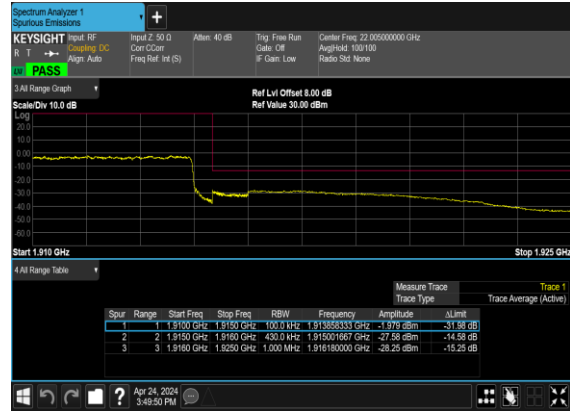 Spectrum Analyzer 1
Spurious Emissions
KEYSIGHT Input: RF Input Z: 50 Ω Atten: 40 dB Trig: Free Run Center Freq: 22.005000000 GHz
R T Coupling: DC Corr CCorr Gate: Off Avg|Hold: 100/100
Align: Auto Freq Ref: Int (S) IF Gain: Low Radio Std: None
PASS
3 All Range Graph
Ref Lvl Offset 8.00 dB
Scale/Div 10.0 dB Ref Value 30.00 dBm
Log
20.0
10.0
0.00
-10.0
-20.0
-30.0
-40.0
-50.0
-60.0
Start 1.910 GHz Stop 1.925 GHz
4 All Range Table
Measure Trace Trace 1
Trace Type Trace Average (Active)
Spur Range Start Freq Stop Freq RBW Frequency Amplitude ΔLimit
1 1 1.9100 GHz 1.9150 GHz 100.0 kHz 1.913858333 GHz -1.979 dBm -31.98 dB
2 2 1.9150 GHz 1.9160 GHz 430.0 kHz 1.915001667 GHz -27.58 dBm -14.58 dB
3 3 1.9160 GHz 1.9250 GHz 1.000 MHz 1.916180000 GHz -28.25 dBm -15.25 dB
? Apr 24, 2024
3:49:50 PM